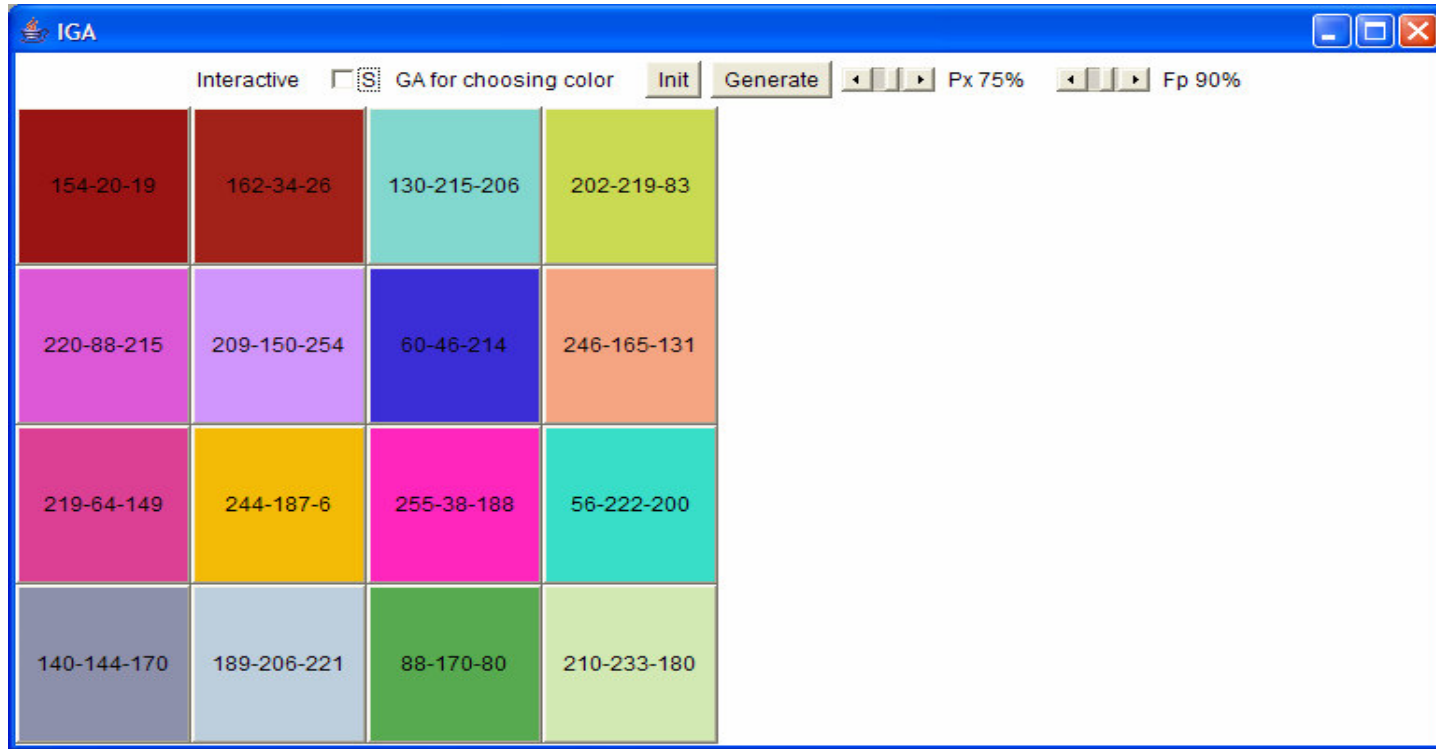 IGA
Interactive S GA for choosing color Init Generate Px 75% Fp 90%
154-20-19 162-34-26 130-215-206 202-219-83
220-88-215 209-150-254 60-46-214 246-165-131
219-64-149 244-187-6 255-38-188 56-222-200
140-144-170 189-206-221 88-170-80 210-233-180